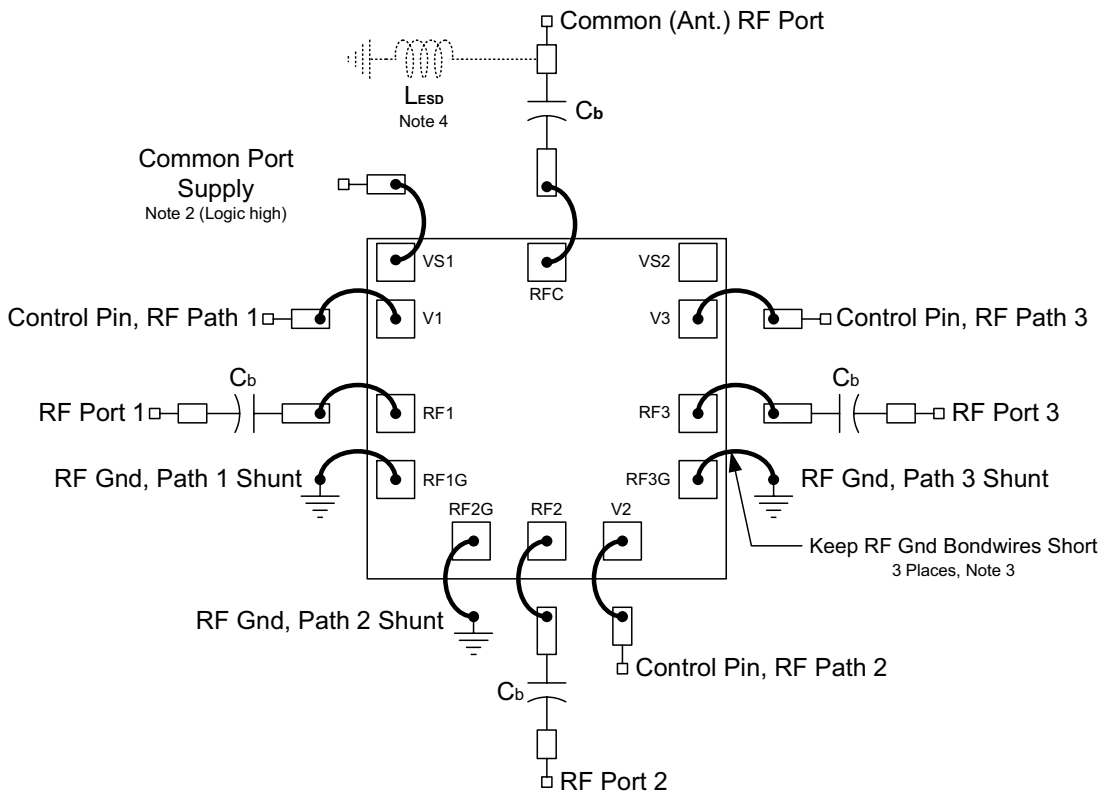 Common (Ant.) RF Port
LESD
Note 4
Cb
Common Port
Supply
Note 2 (Logic high)
VS1
RFC
VS2
Control Pin, RF Path 1
V1
V3
Control Pin, RF Path 3
Cb
Cb
RF Port 1
RF1
RF3
RF Port 3
RF Gnd, Path 1 Shunt
RF1G
RF3G
RF Gnd, Path 3 Shunt
RF2G
RF2
V2
Keep RF Gnd Bondwires Short
3 Places, Note 3
RF Gnd, Path 2 Shunt
Control Pin, RF Path 2
Cb
RF Port 2